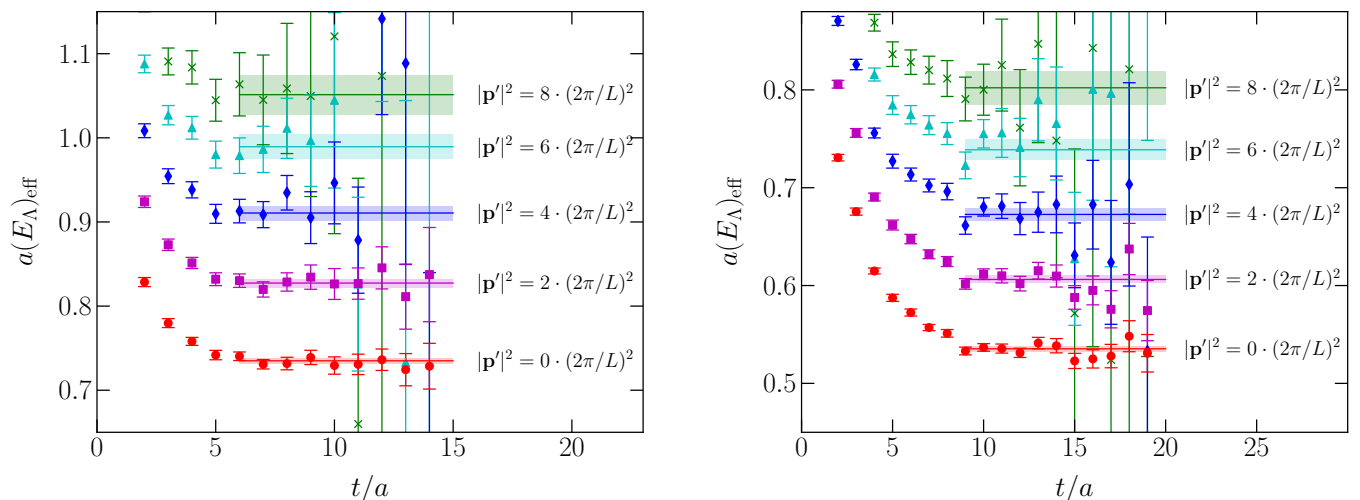 1.1
1.0
0.9
0.8
0.7
a(E_Λ)_eff
|p′|² = 8 · (2π/L)²
|p′|² = 6 · (2π/L)²
|p′|² = 4 · (2π/L)²
|p′|² = 2 · (2π/L)²
|p′|² = 0 · (2π/L)²
0 5 10 15 20
t/a
0.8
0.7
0.6
0.5
a(E_Λ)_eff
|p′|² = 8 · (2π/L)²
|p′|² = 6 · (2π/L)²
|p′|² = 4 · (2π/L)²
|p′|² = 2 · (2π/L)²
|p′|² = 0 · (2π/L)²
0 5 10 15 20 25
t/a